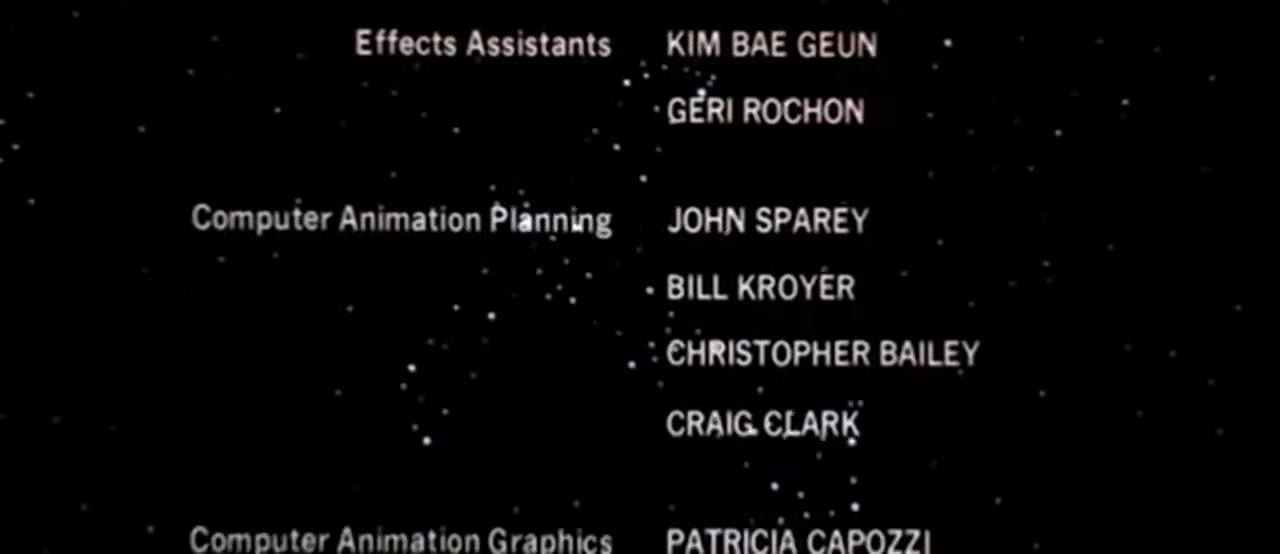 Effects Assistants KIM BAE GEUN
GERI ROCHON
Computer Animation Planning JOHN SPAREY
BILL KROYER
CHRISTOPHER BAILEY
CRAIG CLARK
Computer Animation Graphics PATRICIA CAPOZZI